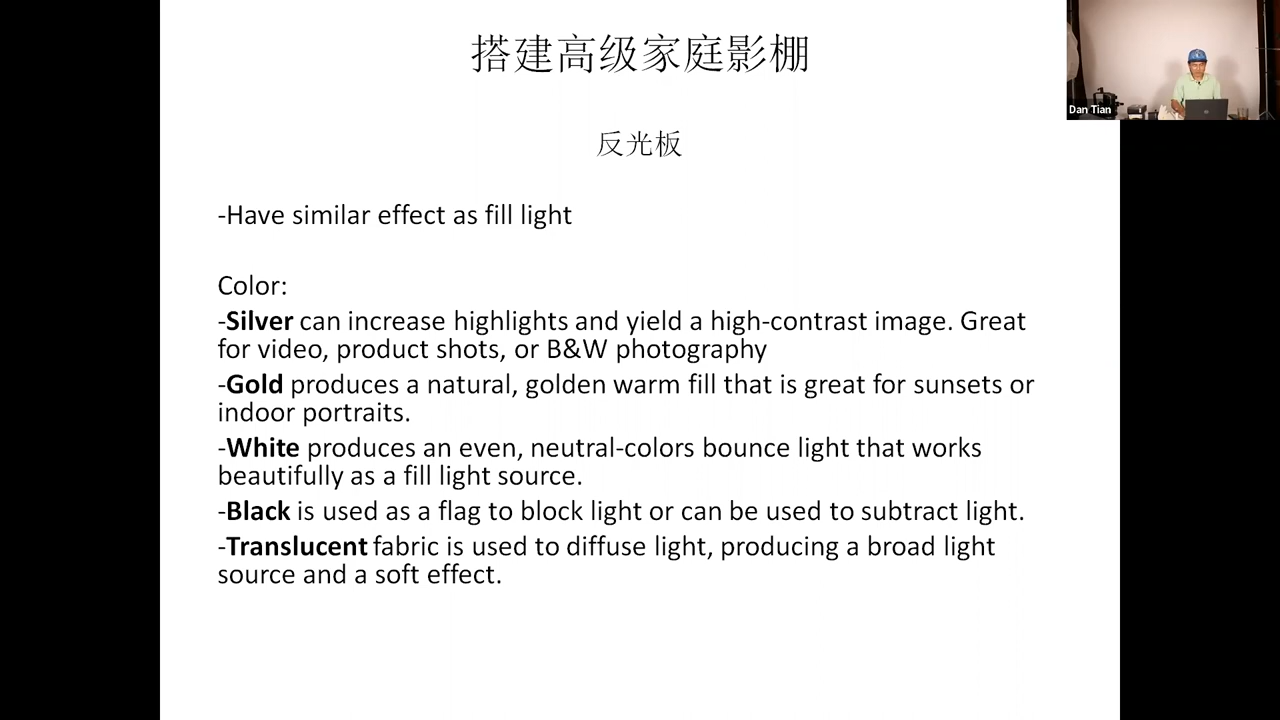 搭建高级家庭影棚
Dan Tian
反光板
-Have similar effect as fill light
Color:
-Silver can increase highlights and yield a high-contrast image. Great
for video, product shots, or B&W photography
-Gold produces a natural, golden warm fill that is great for sunsets or
indoor portraits.
-White produces an even, neutral-colors bounce light that works
beautifully as a fill light source.
-Black is used as a flag to block light or can be used to subtract light.
-Translucent fabric is used to diffuse light, producing a broad light
source and a soft effect.